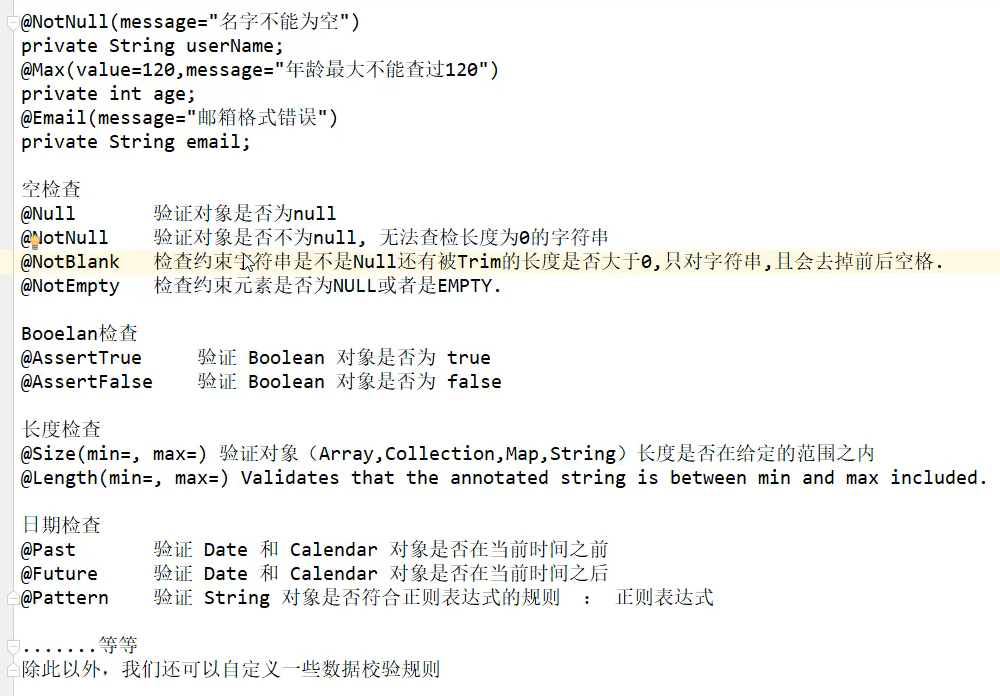 @NotNull(message="名字不能为空")
private String userName;
@Max(value=120,message="年龄最大不能查过120")
private int age;
@Email(message="邮箱格式错误")
private String email;
空检查
@Null 验证对象是否为null
@NotNull 验证对象是否不为null, 无法查检长度为0的字符串
@NotBlank 检查约束字符串是不是Null还有被Trim的长度是否大于0,只对字符串,且会去掉前后空格.
@NotEmpty 检查约束元素是否为NULL或者是EMPTY.
Booelan检查
@AssertTrue 验证 Boolean 对象是否为 true
@AssertFalse 验证 Boolean 对象是否为 false
长度检查
@Size(min=, max=) 验证对象（Array,Collection,Map,String）长度是否在给定的范围之内
@Length(min=, max=) Validates that the annotated string is between min and max included.
日期检查
@Past 验证 Date 和 Calendar 对象是否在当前时间之前
@Future 验证 Date 和 Calendar 对象是否在当前时间之后
@Pattern 验证 String 对象是否符合正则表达式的规则 ： 正则表达式
.......等等
除此以外，我们还可以自定义一些数据校验规则